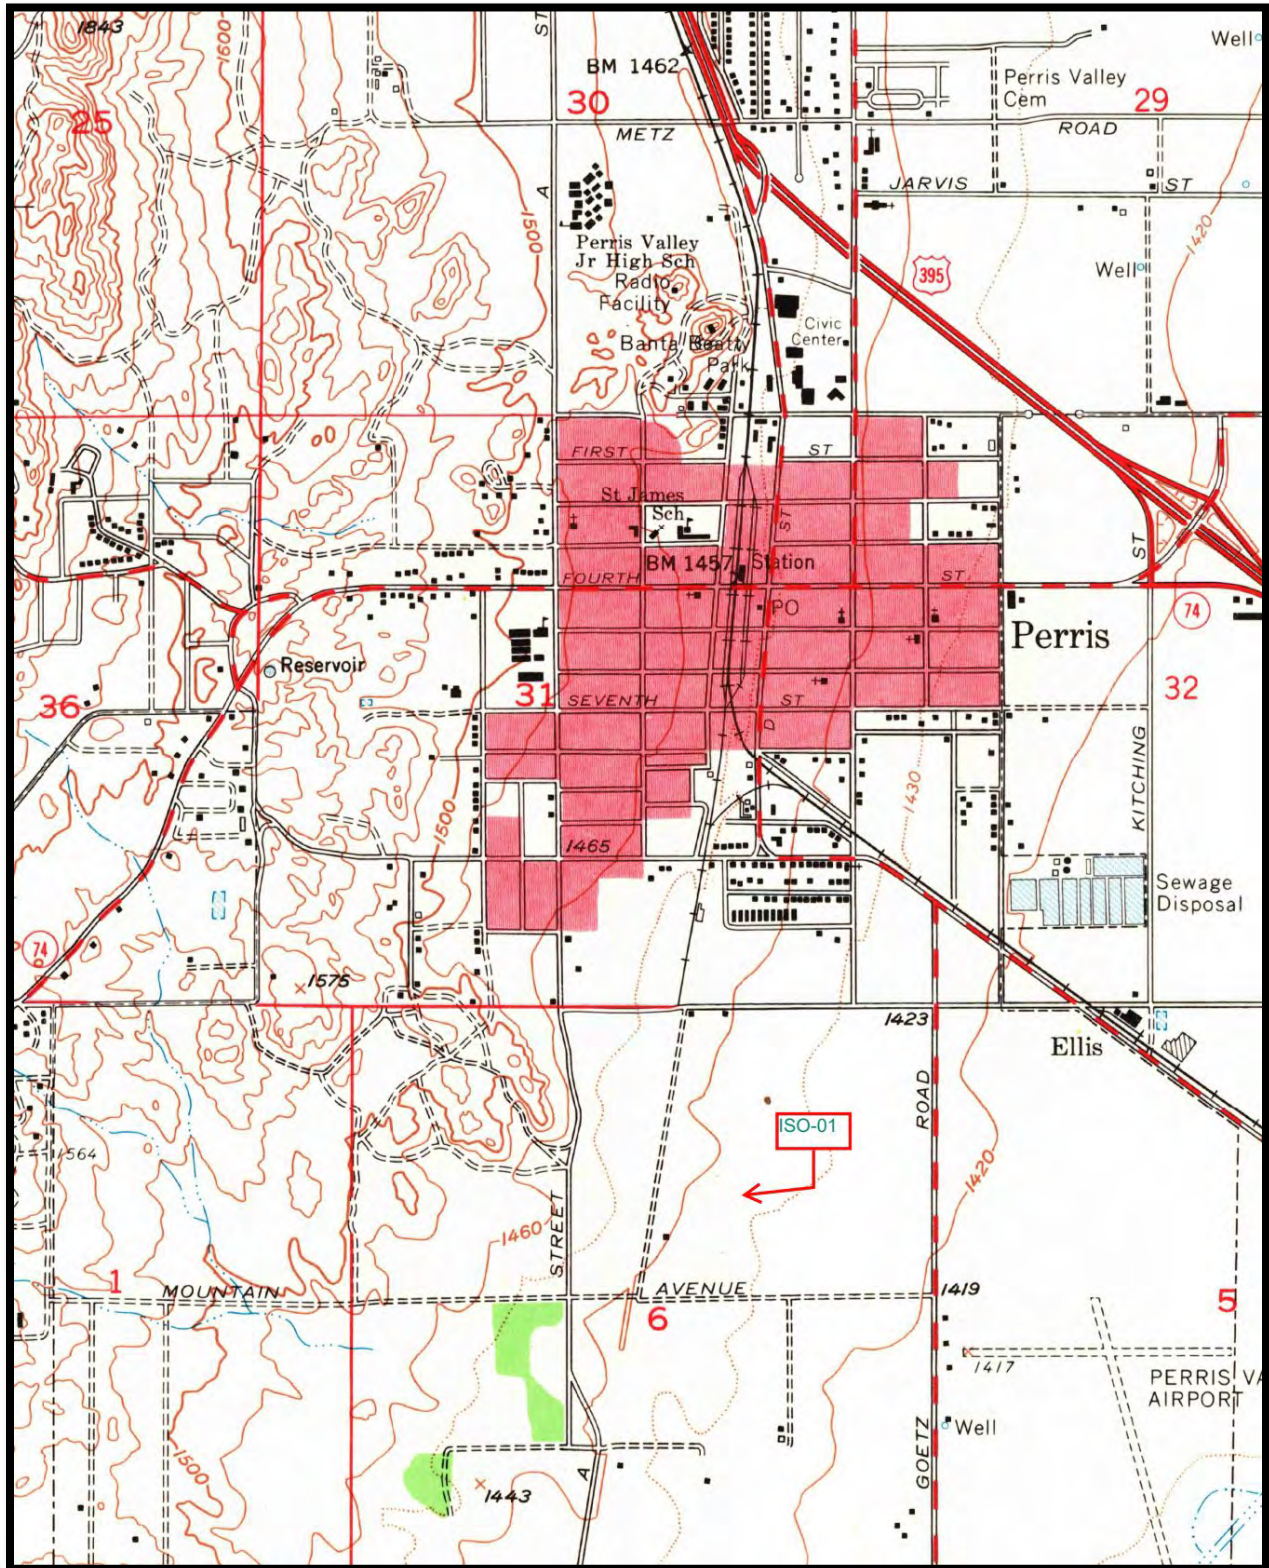 1843
1600
ST
BM 1462
Well
Perris Valley
Cem
25
30
29
METZ
ROAD
A
JARVIS
ST
1500
1420
Perris Valley
Jr High Sch
Radio
Facility
395
Well
Civic
Center
Banta Beatty
Park
FIRST
ST
St James
Sch
ST
BM 1457
Station
ST
FOURTH
ST
PO
74
Perris
Reservoir
36
31
SEVENTH
ST
32
D
KITCHING
1430
1500
1465
Sewage
Disposal
74
1575
1423
Ellis
ROAD
ISO-01
1564
1420
STREET
1460
1
MOUNTAIN
AVENUE
1419
6
5
1417
PERRIS VA
AIRPORT
Well
GOETZ
1500
A
1443